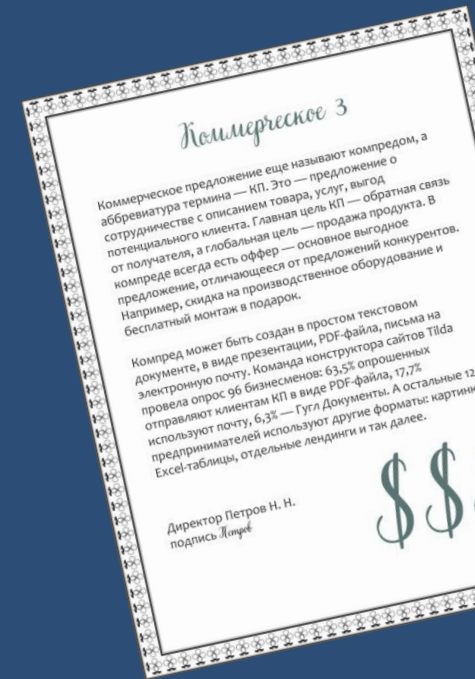 Коммерческое 3
Коммерческое предложение еще называют компредом, а
аббревиатура термина — КП. Это — предложение о
сотрудничестве с описанием товара, услуг, выгод
потенциального клиента. Главная цель КП — обратная связь
от получателя, а глобальная цель — продажа продукта. В
компреде всегда есть оффер — основное выгодное
предложение, отличающееся от предложений конкурентов.
Например, скидка на производственное оборудование и
бесплатный монтаж в подарок.
Компред может быть создан в простом текстовом
документе, в виде презентации, PDF-файла, письма на
электронную почту. Команда конструктора сайтов Tilda
провела опрос 96 бизнесменов: 63,5% опрошенных
отправляют клиентам КП в виде PDF-файла, 17,7%
используют почту, 6,3% — Гугл Документы. А остальные 12
предпринимателей используют другие форматы: картинк
Excel-таблицы, отдельные лендинги и так далее.
$$
Директор Петров Н. Н.
подпись Петров